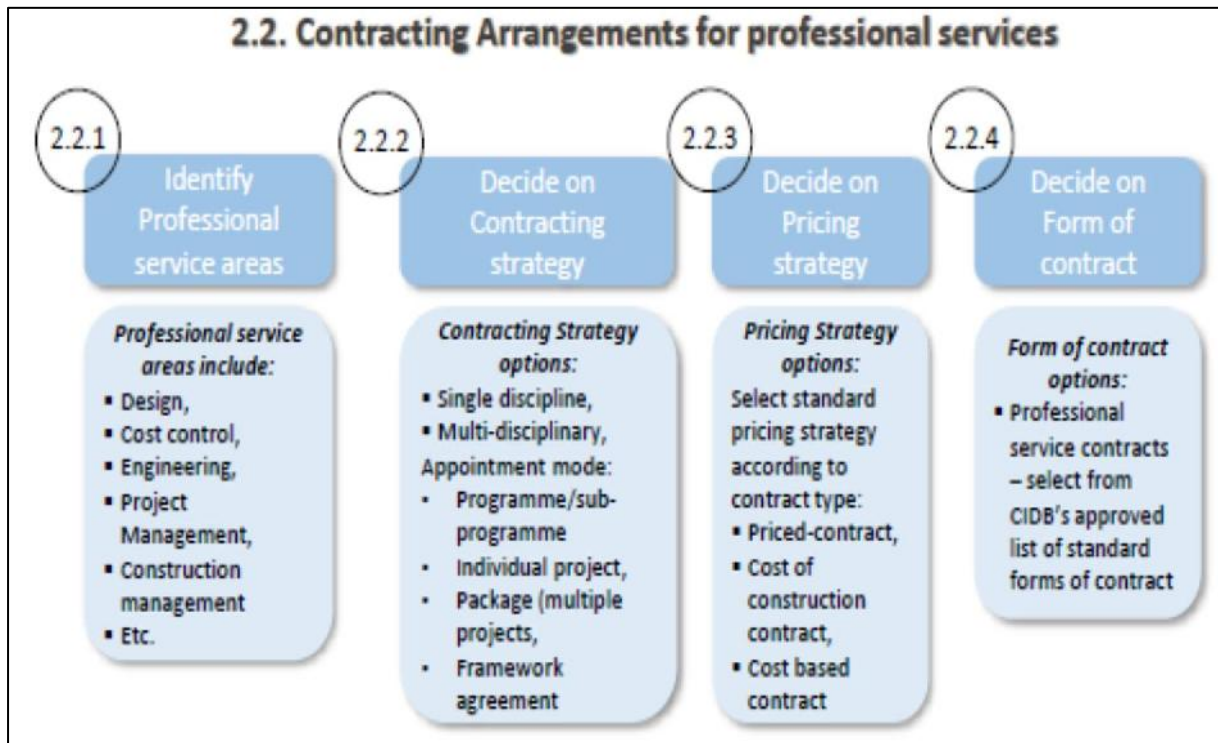 2.2. Contracting Arrangements for professional services
2.2.1
Identify
Professional
service areas
Professional service
areas include:
▪ Design,
▪ Cost control,
▪ Engineering,
▪ Project
Management,
▪ Construction
management
▪ Etc.
2.2.2
Decide on
Contracting
strategy
Contracting Strategy
options:
▪ Single discipline,
▪ Multi-disciplinary,
Appointment mode:
• Programme/sub-
programme
• Individual project,
• Package (multiple
projects,
• Framework
agreement
2.2.3
Decide on
Pricing
strategy
Pricing Strategy
options:
Select standard
pricing strategy
according to
contract type:
▪ Priced-contract,
▪ Cost of
construction
contract,
▪ Cost based
contract
2.2.4
Decide on
Form of
contract
Form of contract
options:
▪ Professional
service contracts
– select from
CIDB's approved
list of standard
forms of contract